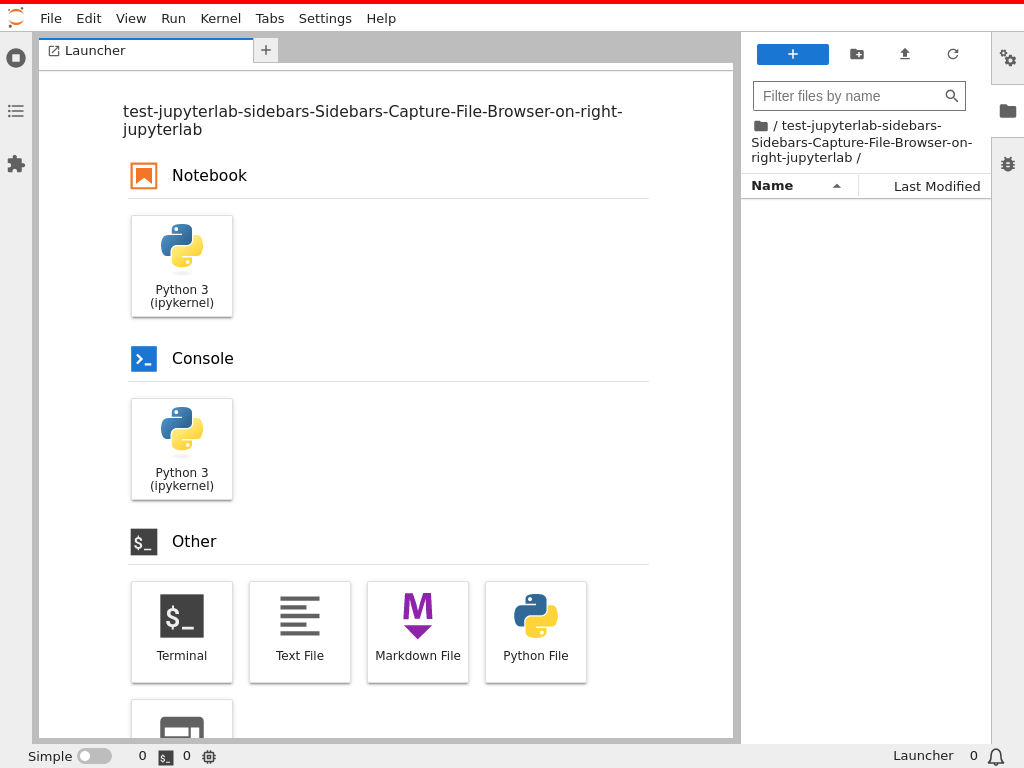 File Edit View Run Kernel Tabs Settings Help
Launcher
test-jupyterlab-sidebars-Sidebars-Capture-File-Browser-on-right-
jupyterlab
Notebook
Python 3
(ipykernel)
Console
>_
Python 3
(ipykernel)
$_ Other
$_
Terminal
Text File
M
Markdown File
Python File
Filter files by name
/ test-jupyterlab-sidebars-
Sidebars-Capture-File-Browser-on-
right-jupyterlab /
Name Last Modified
Simple 0 $_ 0 Launcher 0